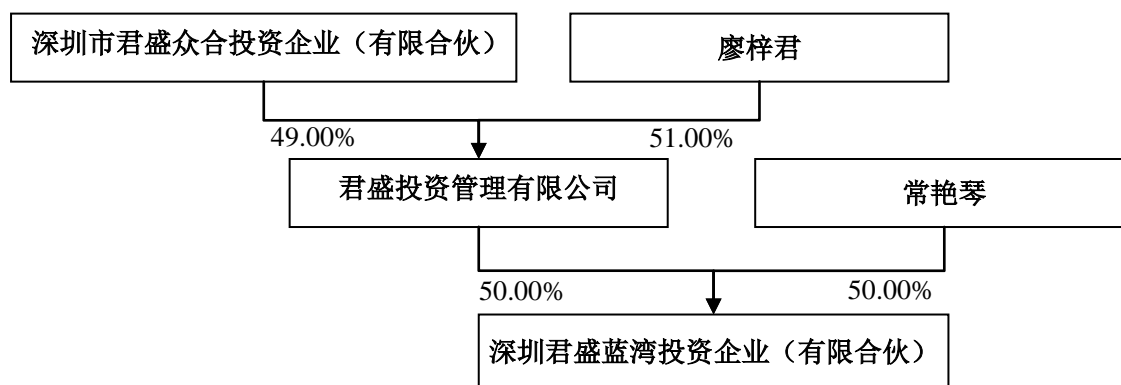 深圳市君盛众合投资企业（有限合伙）
廖梓君
49.00%
51.00%
君盛投资管理有限公司
常艳琴
50.00%
50.00%
深圳君盛蓝湾投资企业（有限合伙）